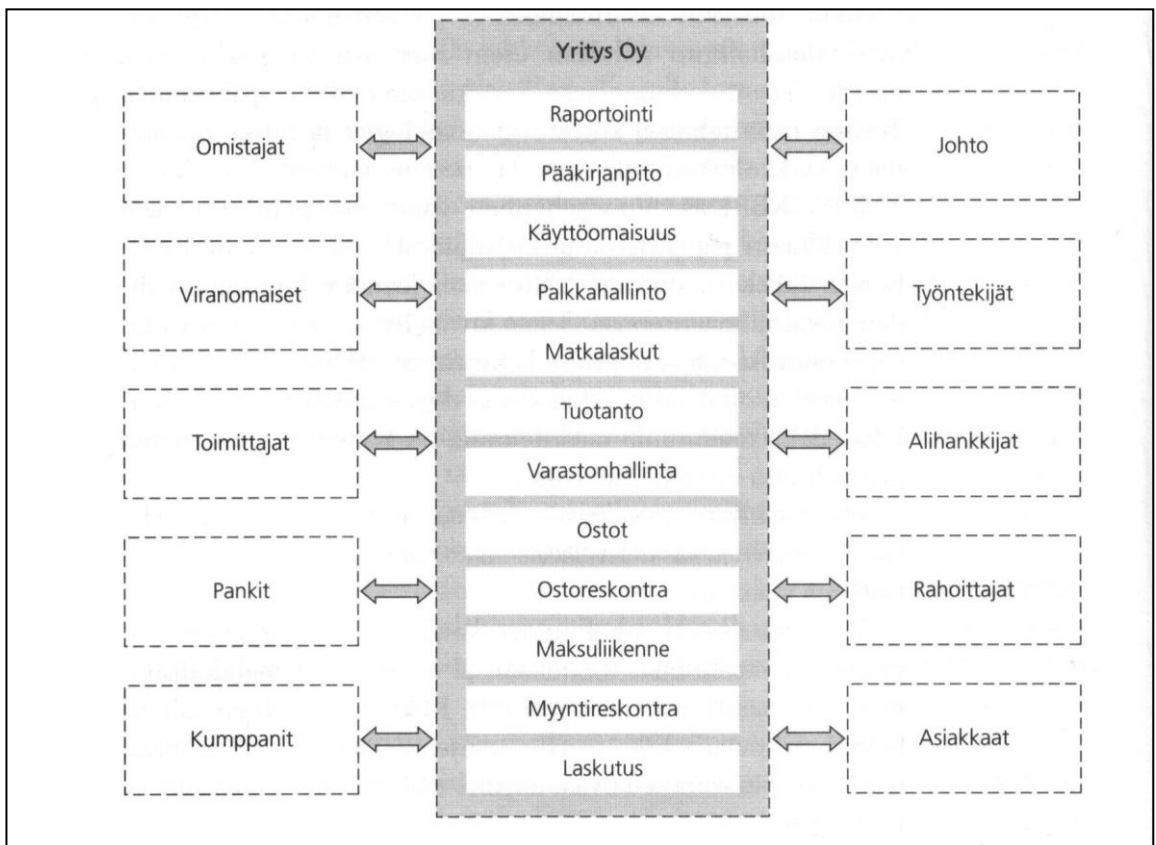 Yritys Oy
Omistajat
Viranomaiset
Toimittajat
Pankit
Kumppanit
Raportointi
Pääkirjanpito
Käyttöomaisuus
Palkkahallinto
Matkalaskut
Tuotanto
Varastonhallinta
Ostot
Ostoreskontra
Maksuliikenne
Myyntireskontra
Laskutus
Johto
Työntekijät
Alihankkijat
Rahoittajat
Asiakkaat